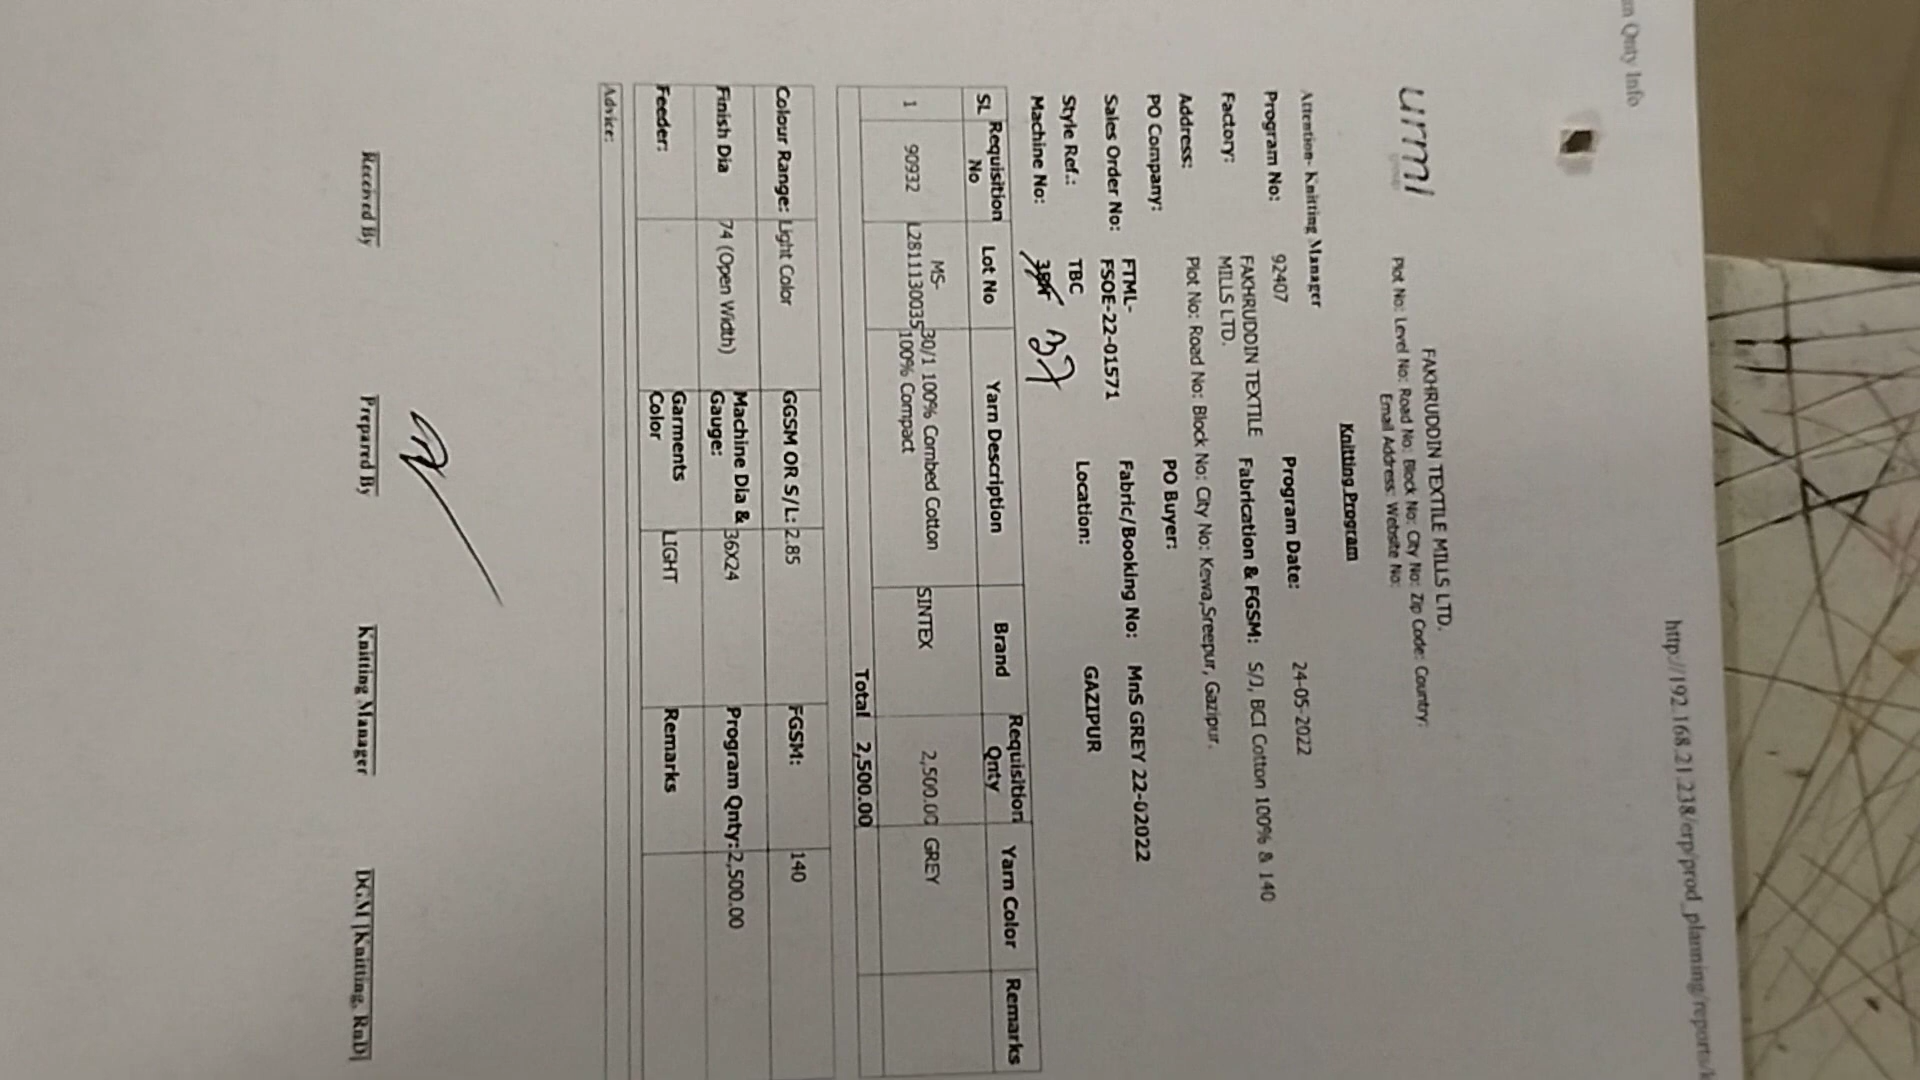 Qnty Info
http://192.168.21.238/erp/prod_planning/reports/
urmi
group
FAKHRUDDIN TEXTILE MILLS LTD.
Plot No: Level No: Road No: Block No: City No: Zip Code: Country:
Email Address: Website No:
Knitting Program
Attention- Knitting Manager
Program No: 92407 Program Date: 24-05-2022
Factory: FAKHRUDDIN TEXTILE MILLS LTD. Fabrication & FGSM: S/J, BCI Cotton 100% & 140
Address: Plot No: Road No: Block No: City No: Kewa,Sreepur, Gazipur.
PO Company: PO Buyer:
Sales Order No: FTML-FSOE-22-01571 Fabric/Booking No: MnS GREY 22-02022
Style Ref.: TBC Location: GAZIPUR
Machine No:
SL Requisition No Lot No Yarn Description Brand Requisition Qnty Yarn Color Remarks
1 90932 MS-L2811130035 30/1 100% Combed Cotton 100% Compact SINTEX 2,500.00 GREY
Total 2,500.00
Colour Range: Light Color GGSM OR S/L: 2.85 FGSM: 140
Finish Dia 74 (Open Width) Machine Dia & Gauge: 36X24 Program Qnty: 2,500.00
Feeder: Garments Color LIGHT Remarks
Advice:
Received By Prepared By Knitting Manager DGM [Knitting, RnD]